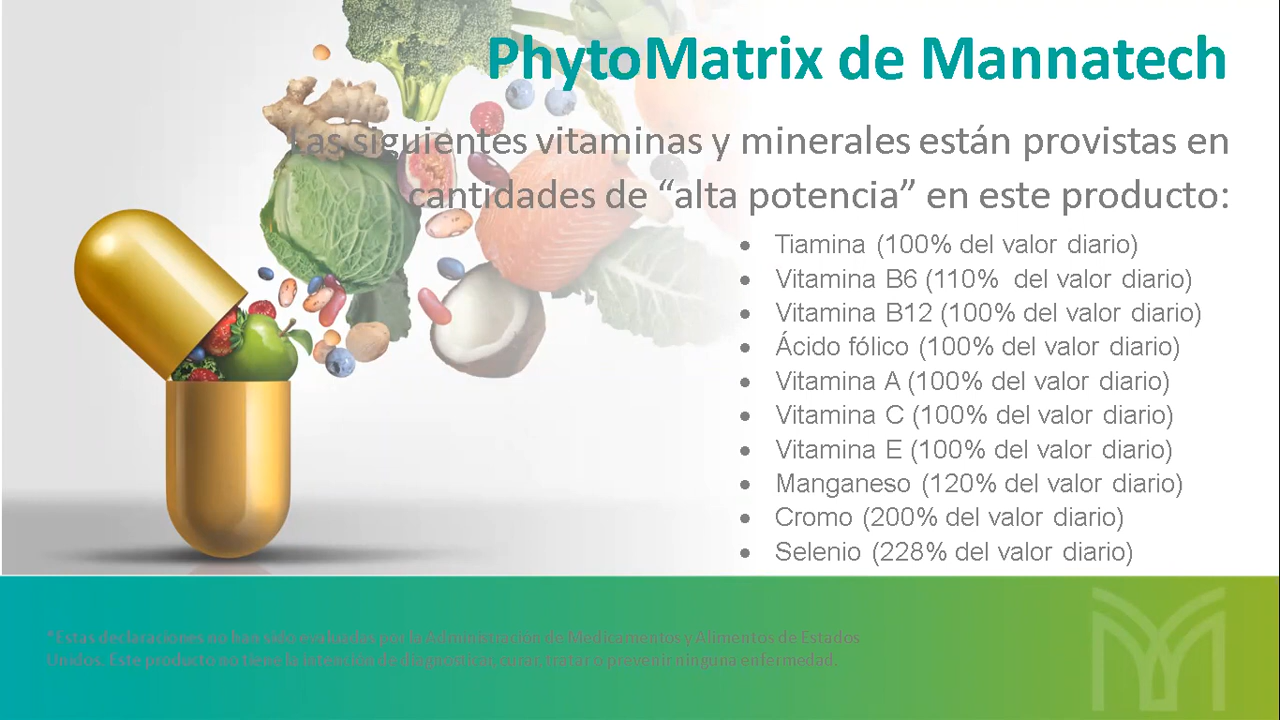 PhytoMatrix de Mannatech
Las siguientes vitaminas y minerales están provistas en
cantidades de “alta potencia” en este producto:
• Tiamina (100% del valor diario)
• Vitamina B6 (110% del valor diario)
• Vitamina B12 (100% del valor diario)
• Ácido fólico (100% del valor diario)
• Vitamina A (100% del valor diario)
• Vitamina C (100% del valor diario)
• Vitamina E (100% del valor diario)
• Manganeso (120% del valor diario)
• Cromo (200% del valor diario)
• Selenio (228% del valor diario)
*Estas declaraciones no han sido evaluadas por la Administración de Medicamentos y Alimentos de Estados
Unidos. Este producto no tiene la intención de diagnosticar, curar, tratar o prevenir ninguna enfermedad.